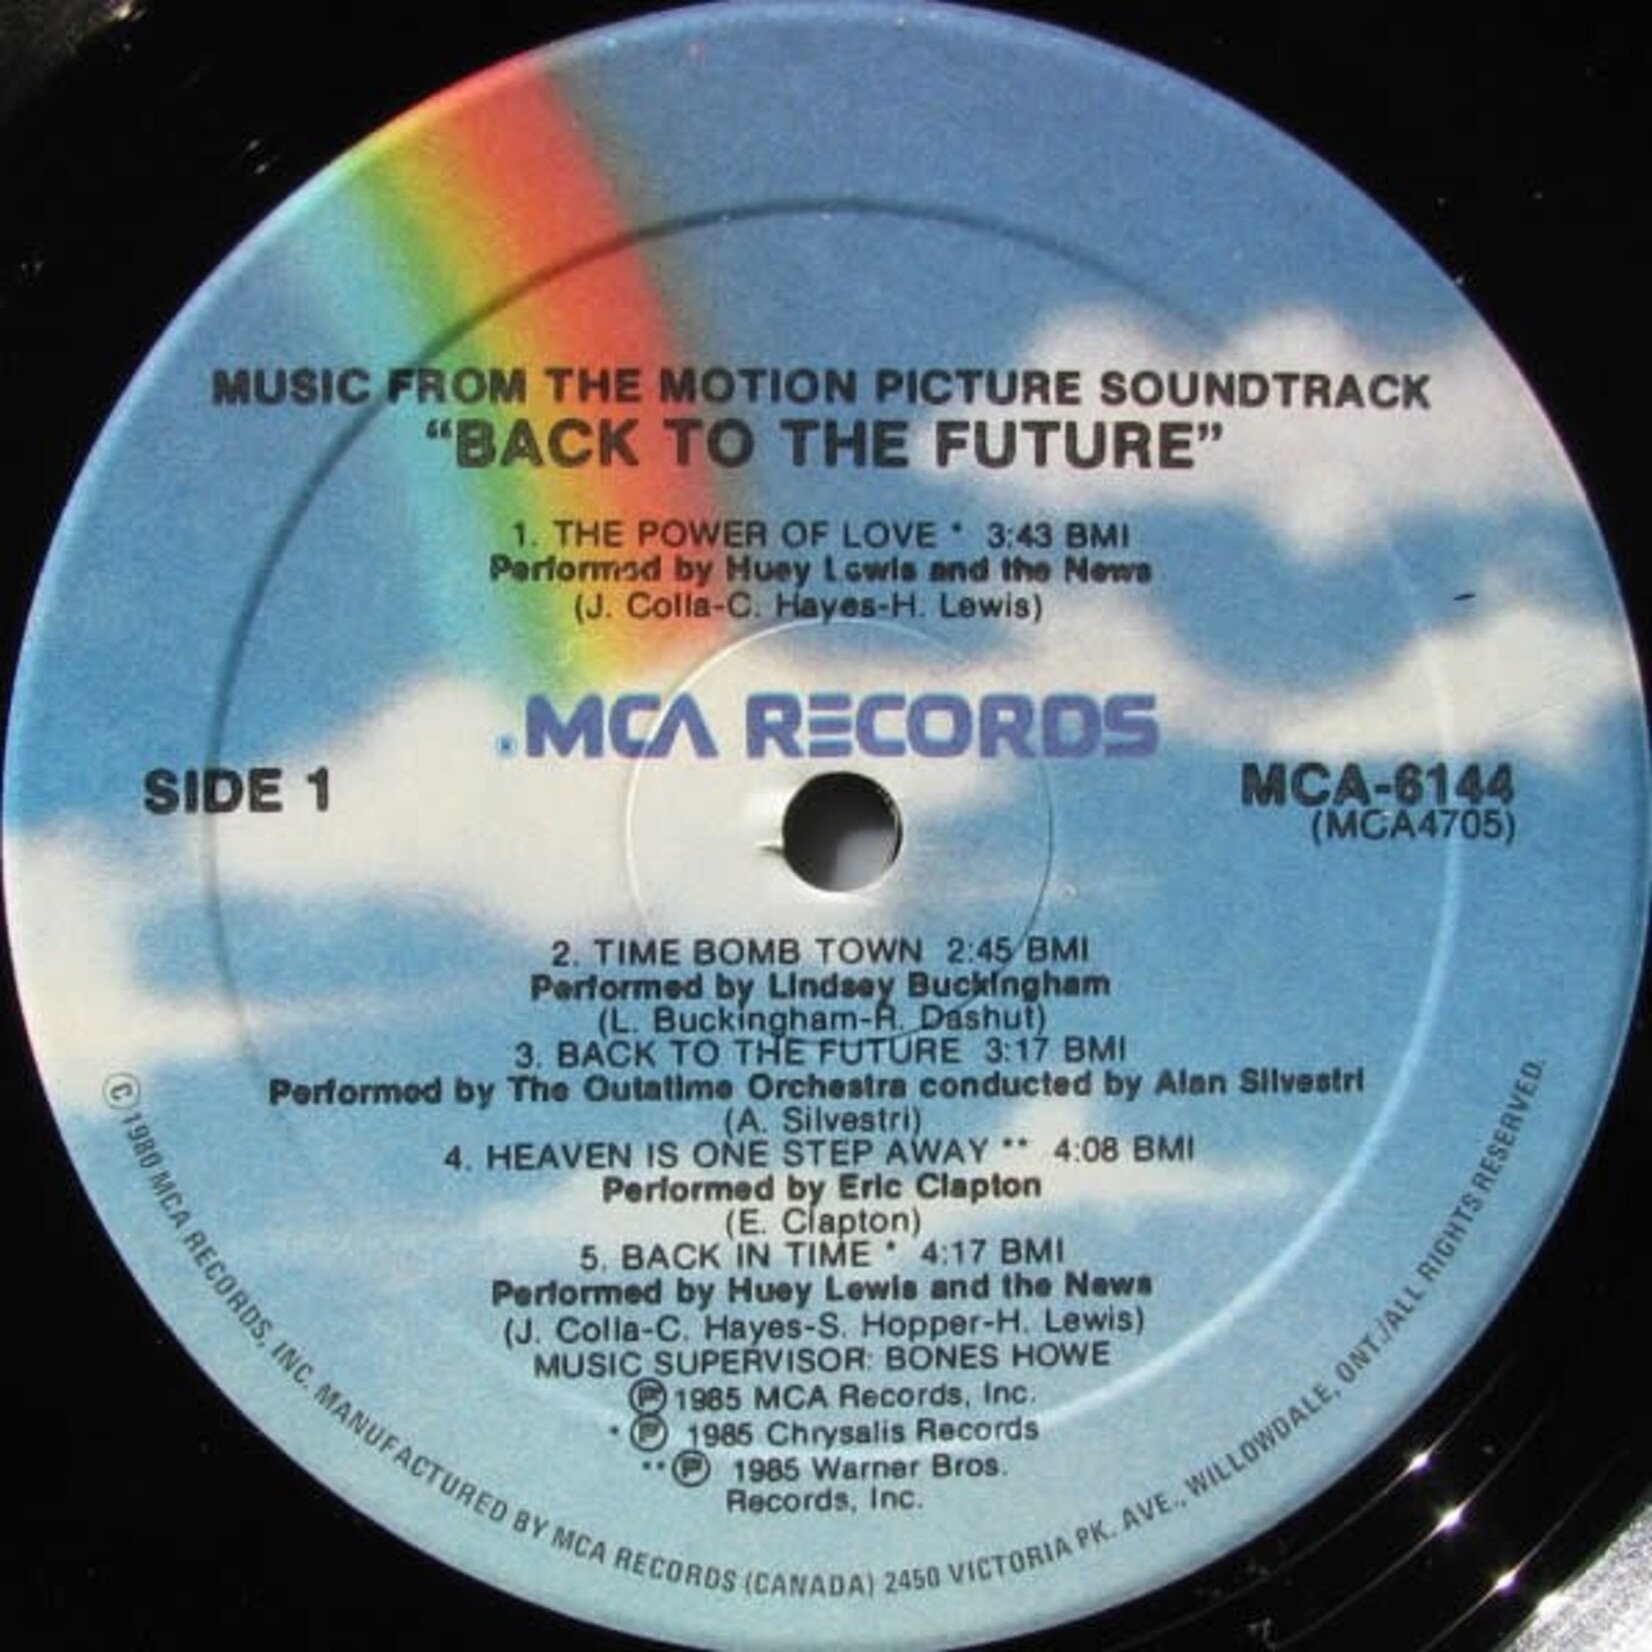 MUSIC FROM THE MOTION PICTURE SOUNDTRACK
“BACK TO THE FUTURE”
1. THE POWER OF LOVE * 3:43 BMI
Performed by Huey Lewis and the News
(J. Colla-C. Hayes-H. Lewis)
MCA RECORDS
SIDE 1
MCA-6144
(MCA4705)
2. TIME BOMB TOWN 2:45 BMI
Performed by Lindsey Buckingham
(L. Buckingham-R. Dashut)
3. BACK TO THE FUTURE 3:17 BMI
Performed by The Outatime Orchestra conducted by Alan Silvestri
(A. Silvestri)
4. HEAVEN IS ONE STEP AWAY ** 4:08 BMI
Performed by Eric Clapton
(E. Clapton)
5. BACK IN TIME * 4:17 BMI
Performed by Huey Lewis and the News
(J. Colla-C. Hayes-S. Hopper-H. Lewis)
MUSIC SUPERVISOR: BONES HOWE
℗ 1985 MCA Records, Inc.
* ℗ 1985 Chrysalis Records
** ℗ 1985 Warner Bros.
Records, Inc.
©1980 MCA RECORDS, INC. MANUFACTURED BY MCA RECORDS (CANADA) 2450 VICTORIA PK. AVE., WILLOWDALE, ONT./ALL RIGHTS RESERVED.